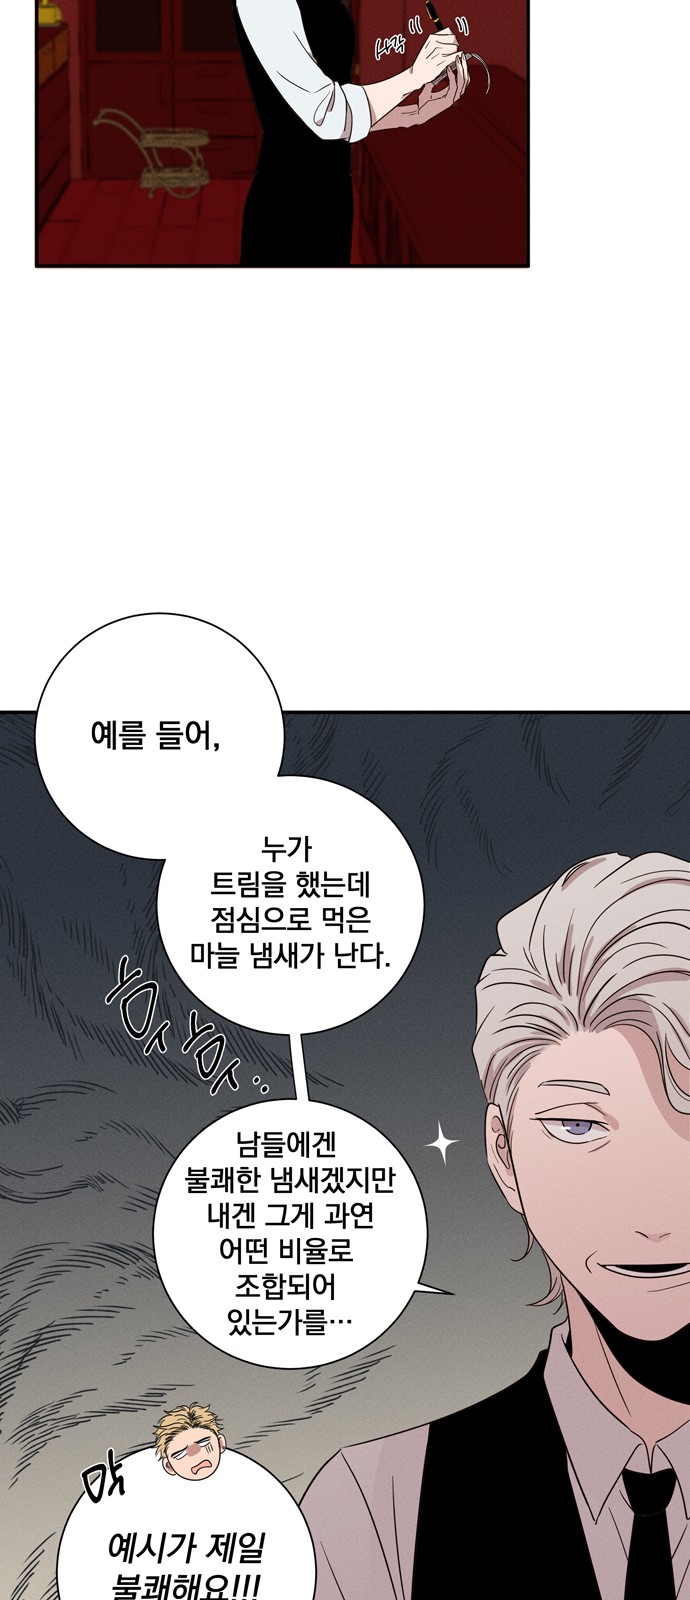 사각
예를 들어,
누가
트림을 했는데
점심으로 먹은
마늘 냄새가 난다.
남들에겐
불쾌한 냄새겠지만
내겐 그게 과연
어떤 비율로
조합되어
있는가를…
예시가 제일
불쾌해요!!!